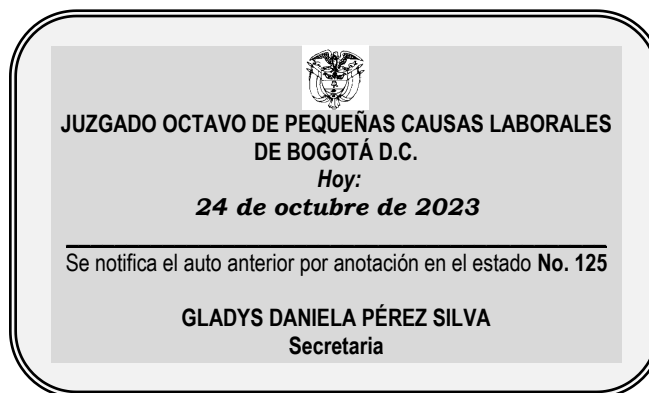 JUZGADO OCTAVO DE PEQUEÑAS CAUSAS LABORALES
DE BOGOTÁ D.C.
Hoy:
24 de octubre de 2023
Se notifica el auto anterior por anotación en el estado No. 125
GLADYS DANIELA PÉREZ SILVA
Secretaria